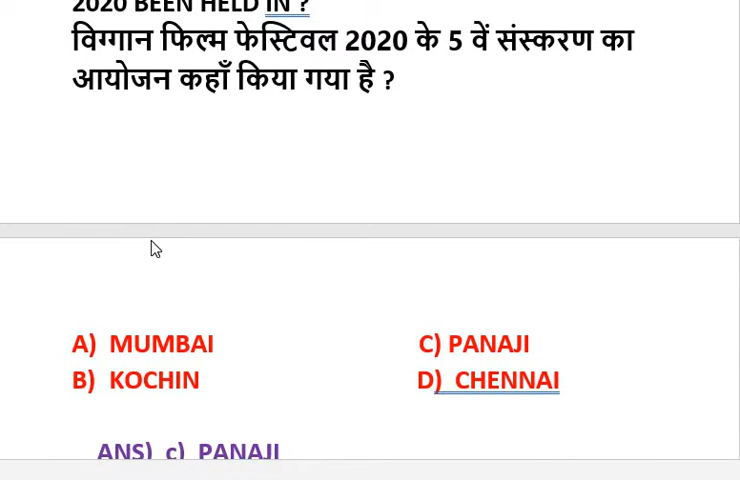 2020 BEEN HELD IN ?
विग्गान फिल्म फेस्टिवल 2020 के 5 वें संस्करण का
आयोजन कहाँ किया गया है ?
A) MUMBAI C) PANAJI
B) KOCHIN D) CHENNAI
ANS) c) PANAJI